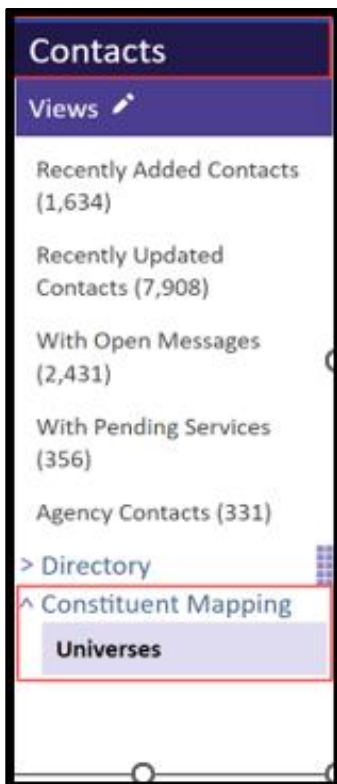 Contacts
Views
Recently Added Contacts
(1,634)
Recently Updated
Contacts (7,908)
With Open Messages
(2,431)
With Pending Services
(356)
Agency Contacts (331)
> Directory
^ Constituent Mapping
Universes